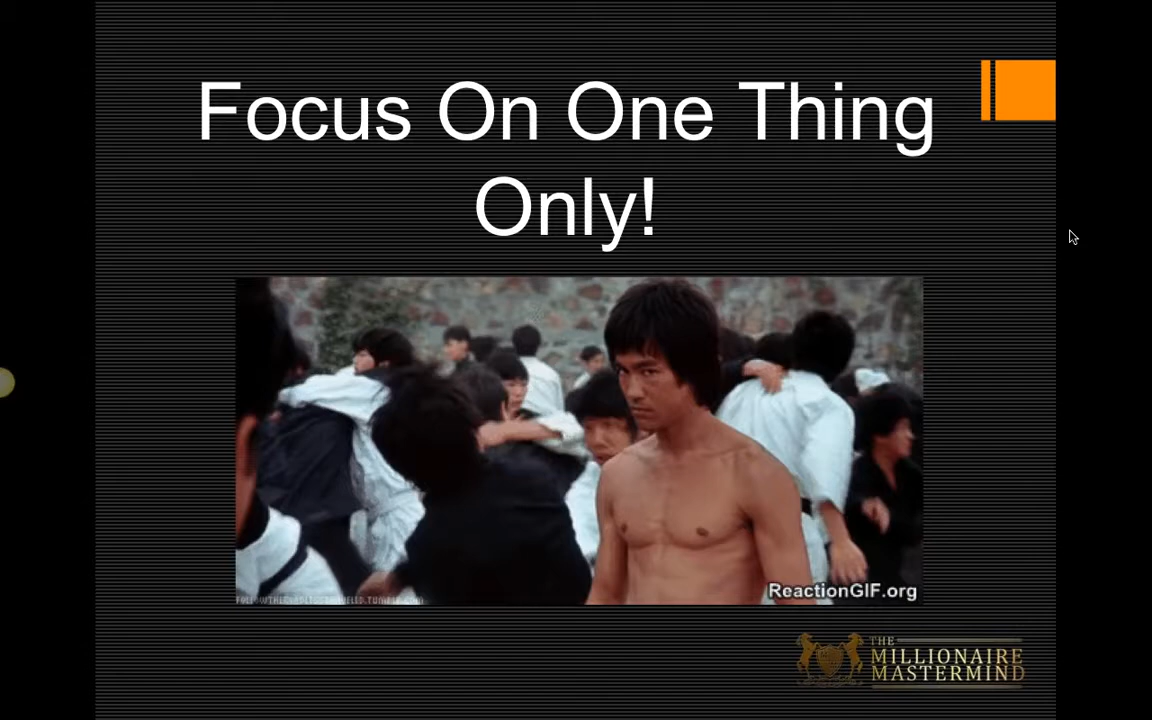 Focus On One Thing
Only!
ReactionGIF.org
THE
MILLIONAIRE
MASTERMIND